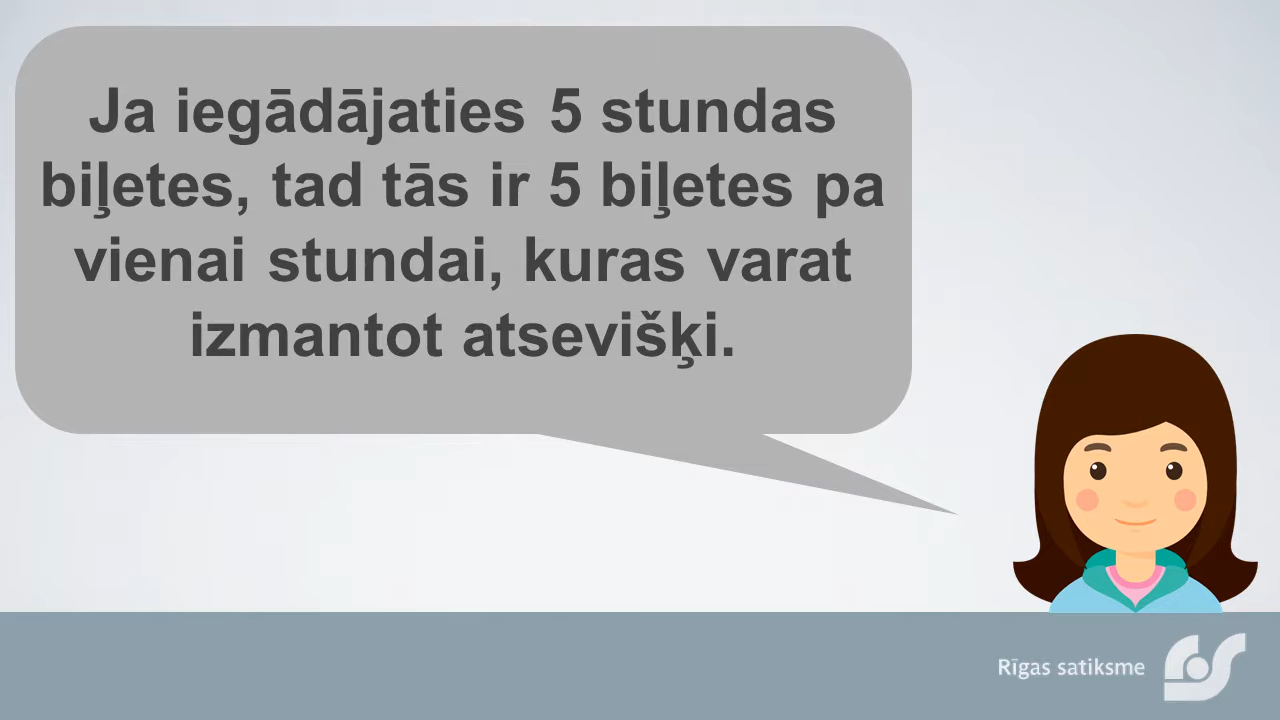 Ja iegādājaties 5 stundas
biļetes, tad tās ir 5 biļetes pa
vienai stundai, kuras varat
izmantot atsevišķi.
Rīgas satiksme